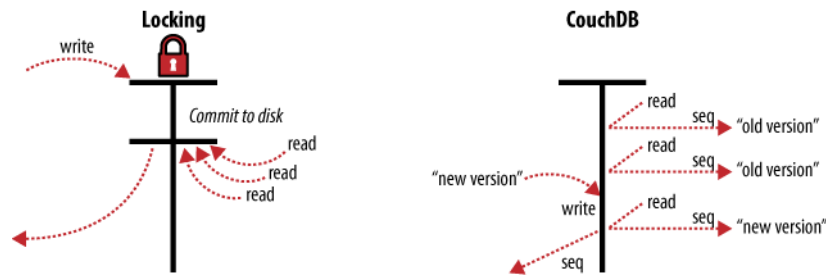 Locking
write
Commit to disk
read
read
read
CouchDB
read
seq
“old version”
read
seq
“old version”
“new version”
write
read
seq
“new version”
seq